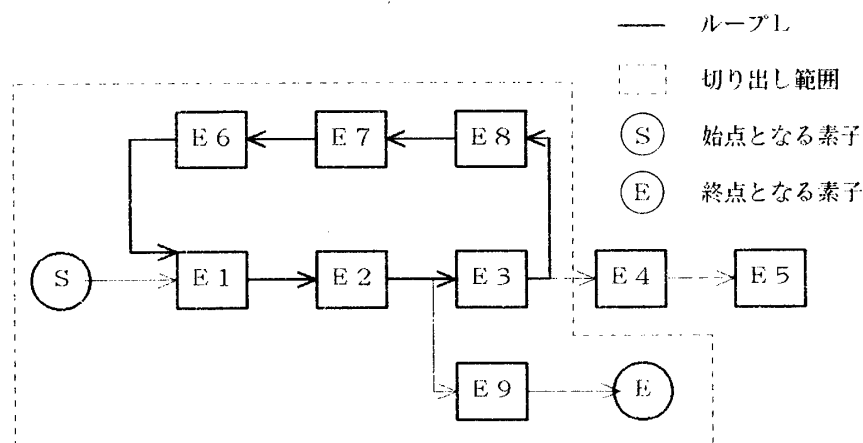 ループL
切り出し範囲
S 始点となる素子
E 終点となる素子
E6 E7 E8
S E1 E2 E3 E4 E5
E9 E